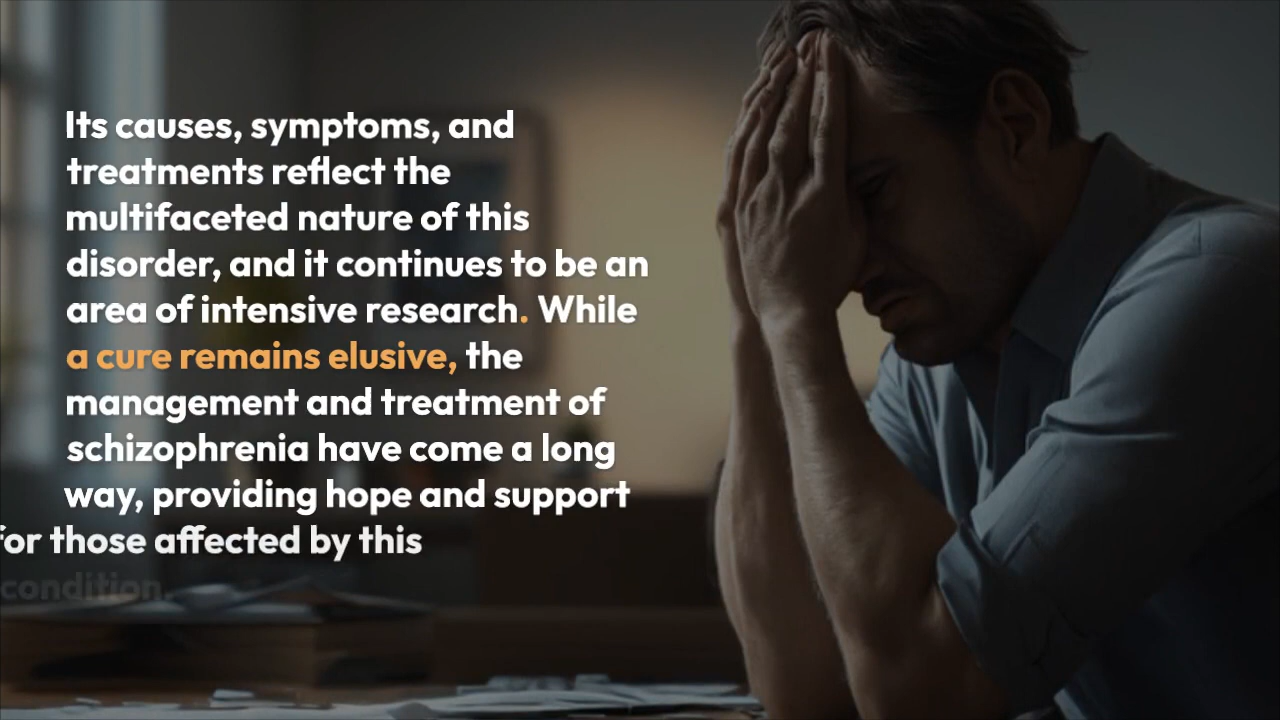 Its causes, symptoms, and
treatments reflect the
multifaceted nature of this
disorder, and it continues to be an
area of intensive research. While
a cure remains elusive, the
management and treatment of
schizophrenia have come a long
way, providing hope and support
for those affected by this
condition.